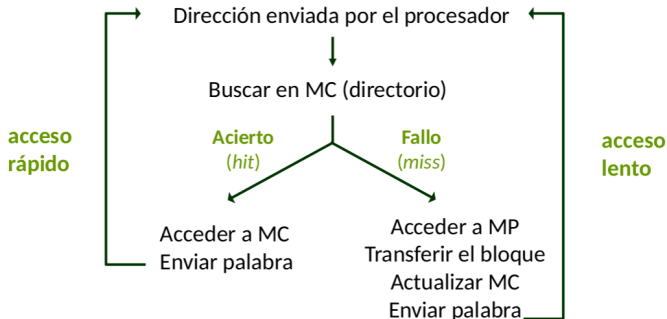 Dirección enviada por el procesador
Buscar en MC (directorio)
acceso
rápido
Acierto
(hit)
Fallo
(miss)
acceso
lento
Acceder a MC
Enviar palabra
Acceder a MP
Transferir el bloque
Actualizar MC
Enviar palabra